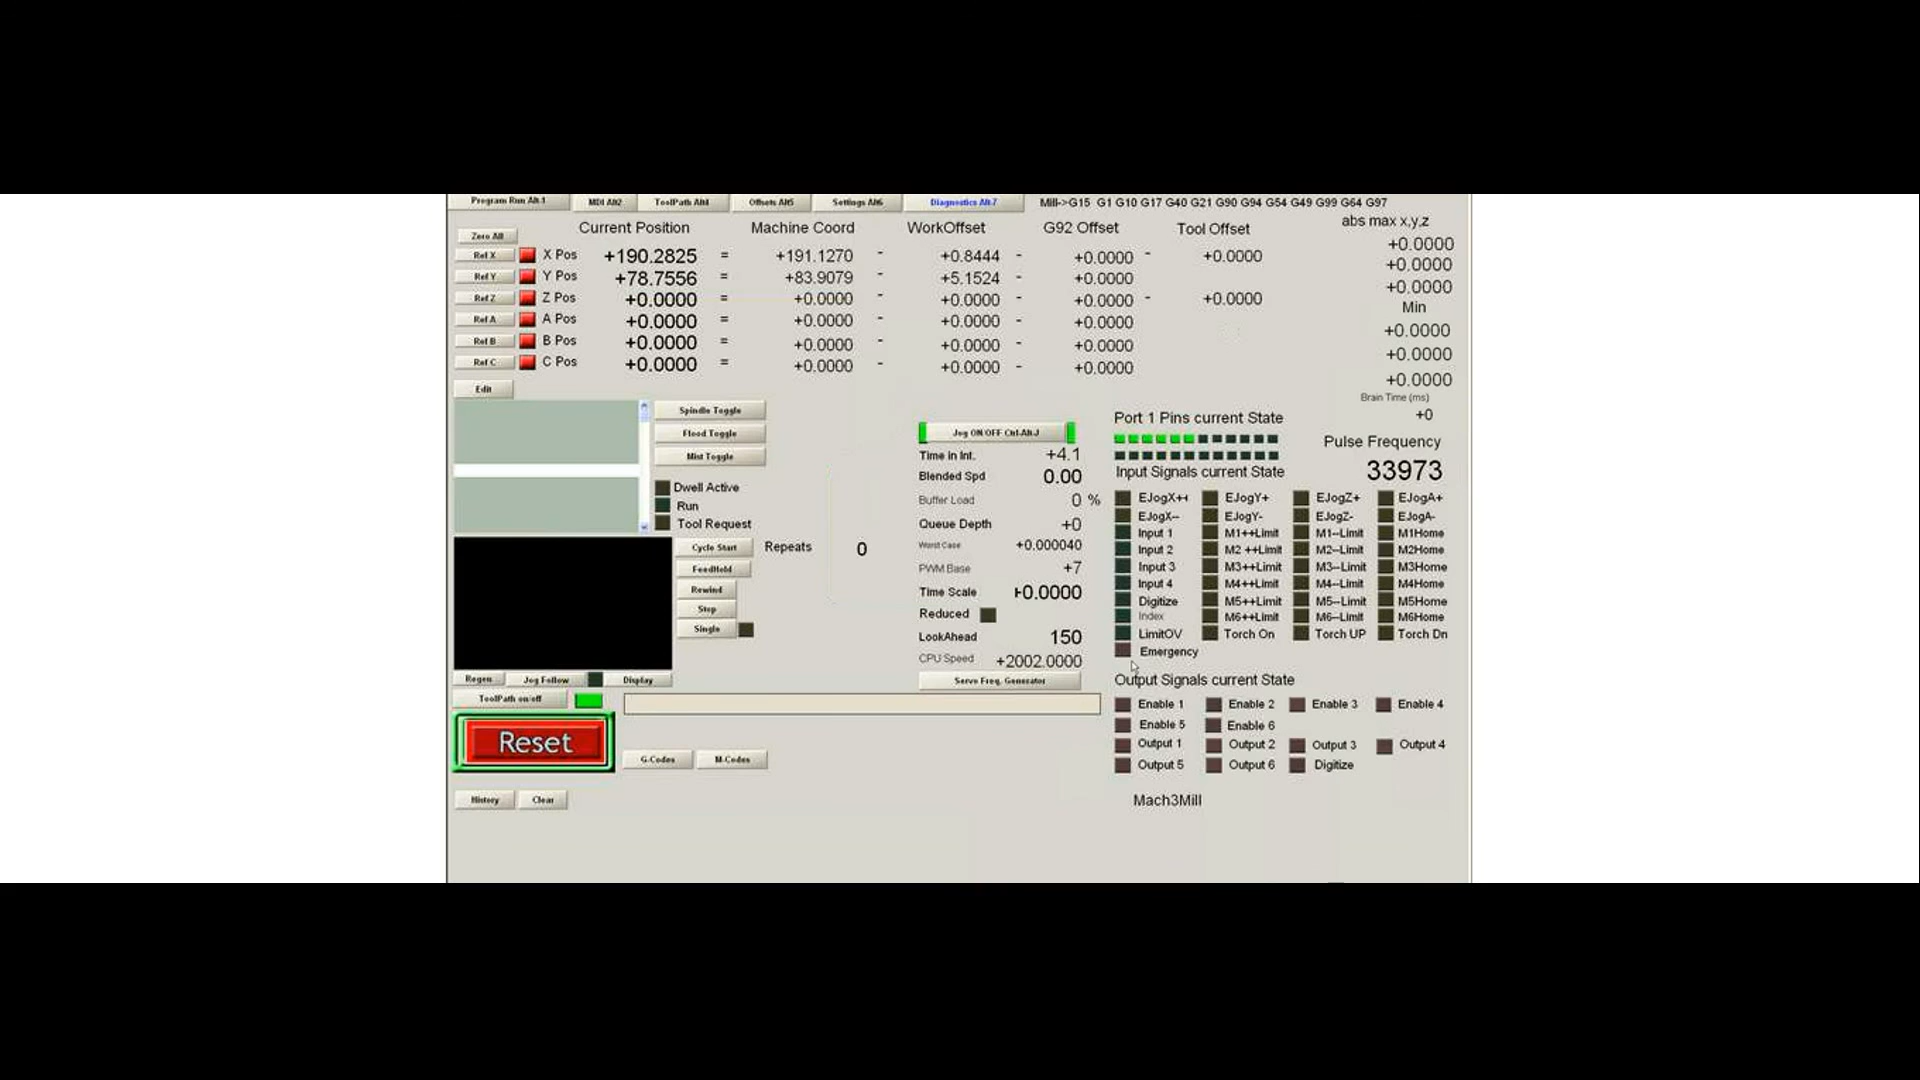 Program Run Alt-1 MDI Alt2 ToolPath Alt4 Offsets Alt5 Settings Alt6 Diagnostics Alt-7 Mill->G15 G1 G10 G17 G40 G21 G90 G94 G54 G49 G99 G64 G97
Zero All Current Position Machine Coord WorkOffset G92 Offset Tool Offset abs max x,y,z
+0.0000
Ref X X Pos +190.2825 = +191.1270 - +0.8444 - +0.0000 - +0.0000
+0.0000
Ref Y Y Pos +78.7556 = +83.9079 - +5.1524 - +0.0000
+0.0000
Ref Z Z Pos +0.0000 = +0.0000 - +0.0000 - +0.0000 - +0.0000
Min
Ref A A Pos +0.0000 = +0.0000 - +0.0000 - +0.0000
+0.0000
Ref B B Pos +0.0000 = +0.0000 - +0.0000 - +0.0000
+0.0000
Ref C C Pos +0.0000 = +0.0000 - +0.0000 - +0.0000
+0.0000
Edit
Brain Time (ms)
+0
Spindle Toggle
Flood Toggle
Mist Toggle
Dwell Active
Run
Tool Request
Cycle Start Repeats 0
FeedHold
Rewind
Stop
Single
Regen. Jog Follow Display
ToolPath on/off
Reset
G-Codes M-Codes
History Clear
Jog ON/OFF Ctrl-Alt-J
Time in Int. +4.1
Blended Spd 0.00
Buffer Load 0 %
Queue Depth +0
Worst Case +0.000040
PWM Base +7
Time Scale +0.0000
Reduced
LookAhead 150
CPU Speed +2002.0000
Servo Freq. Generator
Port 1 Pins current State
Pulse Frequency
33973
Input Signals current State
EJogX++ EJogY+ EJogZ+ EJogA+
EJogX-- EJogY- EJogZ- EJogA-
Input 1 M1++Limit M1--Limit M1Home
Input 2 M2 ++Limit M2--Limit M2Home
Input 3 M3++Limit M3--Limit M3Home
Input 4 M4++Limit M4--Limit M4Home
Digitize M5++Limit M5--Limit M5Home
Index M6++Limit M6--Limit M6Home
LimitOV Torch On Torch UP Torch Dn
Emergency
Output Signals current State
Enable 1 Enable 2 Enable 3 Enable 4
Enable 5 Enable 6
Output 1 Output 2 Output 3 Output 4
Output 5 Output 6 Digitize
Mach3Mill